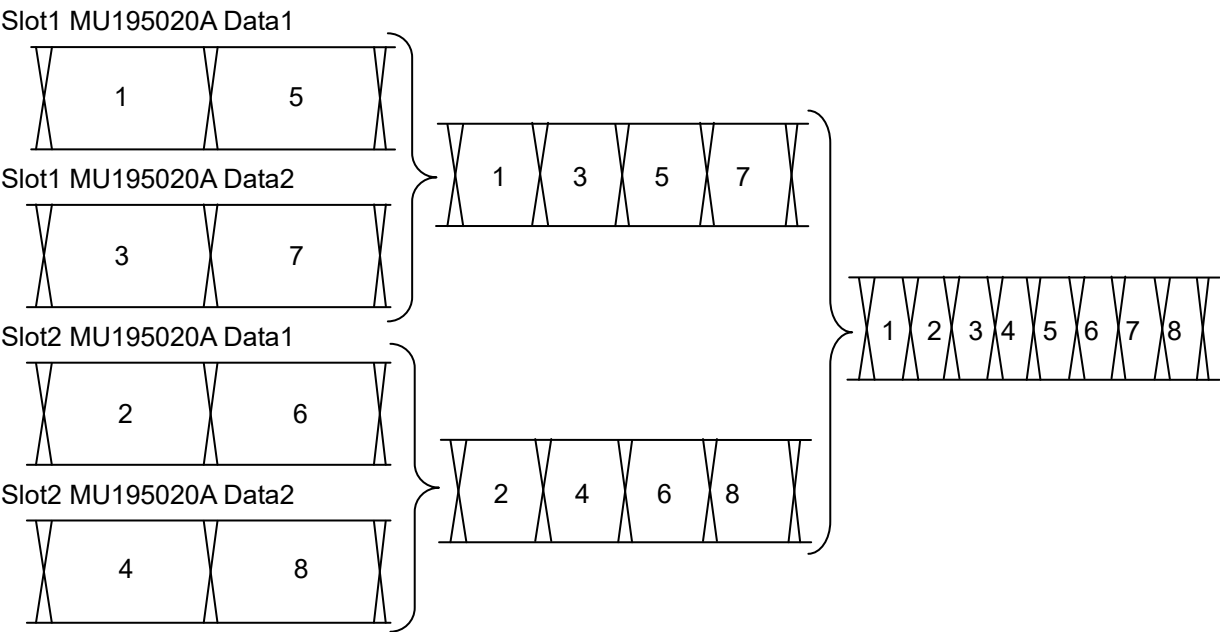 Slot1 MU195020A Data1
1 5
Slot1 MU195020A Data2
3 7
Slot2 MU195020A Data1
2 6
Slot2 MU195020A Data2
4 8
1 3 5 7
2 4 6 8
1 2 3 4 5 6 7 8